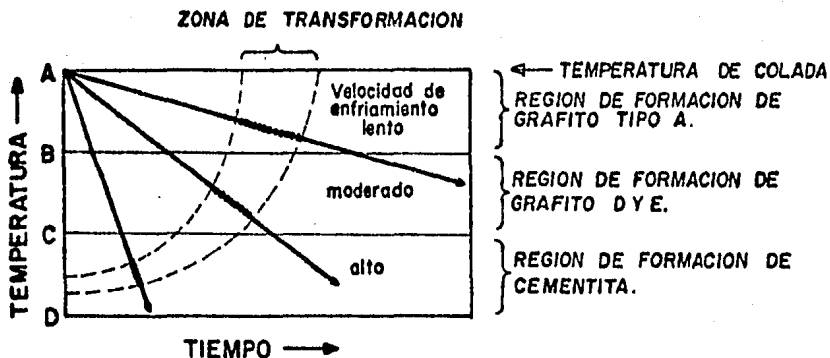 ZONA DE TRANSFORMACION
A
B
C
D
TEMPERATURA
Velocidad de
enfriamiento
lento
moderado
alto
TIEMPO
TEMPERATURA DE COLADA
REGION DE FORMACION DE
GRAFITO TIPO A.
REGION DE FORMACION DE
GRAFITO D Y E.
REGION DE FORMACION DE
CEMENTITA.